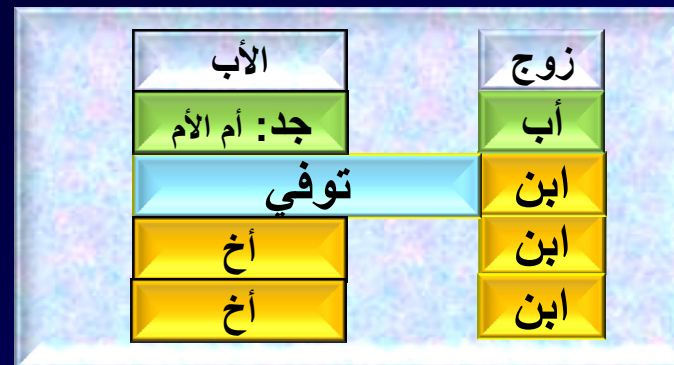 زوج الأب
أب جد: أم الأم
ابن توفي
ابن أخ
ابن أخ